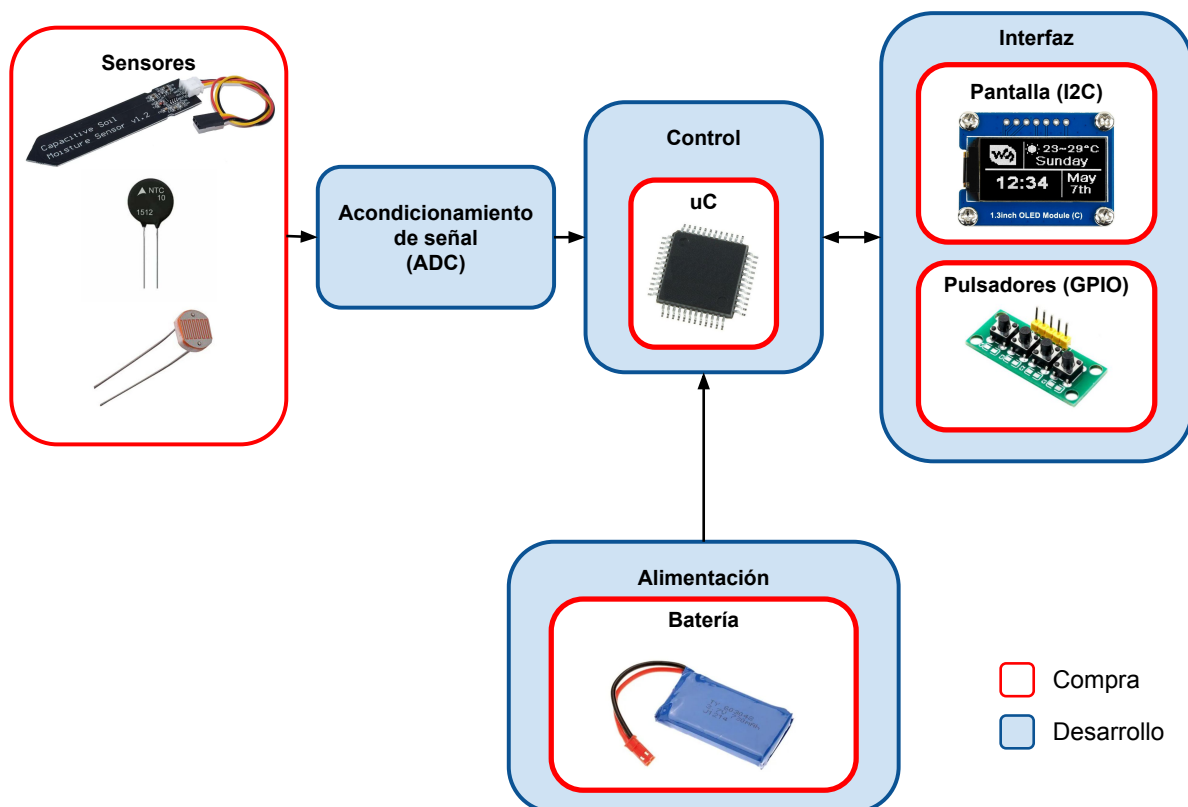 Sensores
Capacitive Soil
Moisture Sensor v1.2
NTC
10
1512
Acondicionamiento
de señal
(ADC)
Control
uC
Interfaz
Pantalla (I2C)
23~29°C
Sunday
12:34
May
7th
1.3inch OLED Module (C)
Pulsadores (GPIO)
Alimentación
Batería
Compra
Desarrollo